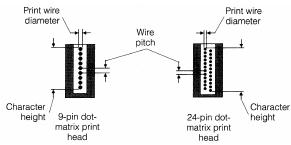 Print wire
diameter
Wire
pitch
Print wire
diameter
Character
height
9-pin dot-
matrix print
head
24-pin dot-
matrix print
head
Character
height